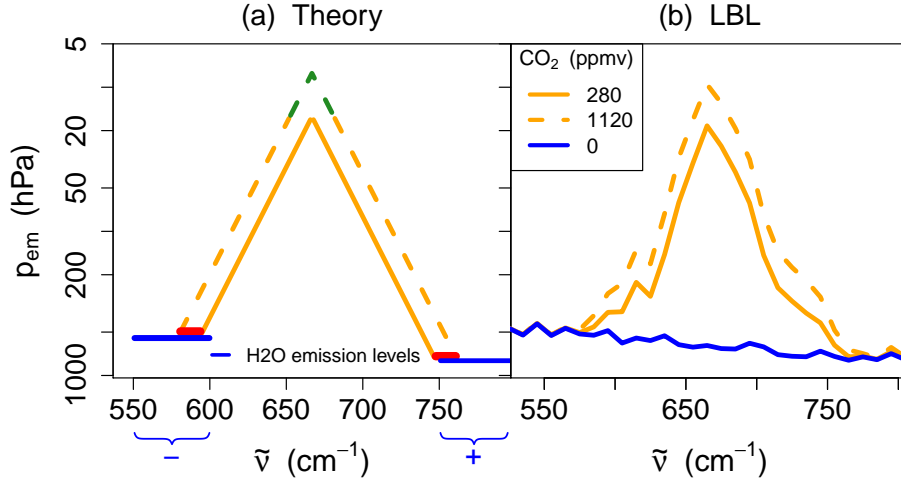 (a) Theory
(b) LBL
p_em (hPa)
5
20
50
200
1000
H2O emission levels
550
600
650
700
750
ν̃ (cm⁻¹)
−
+
CO₂ (ppmv)
280
1120
0
550
650
750
ν̃ (cm⁻¹)